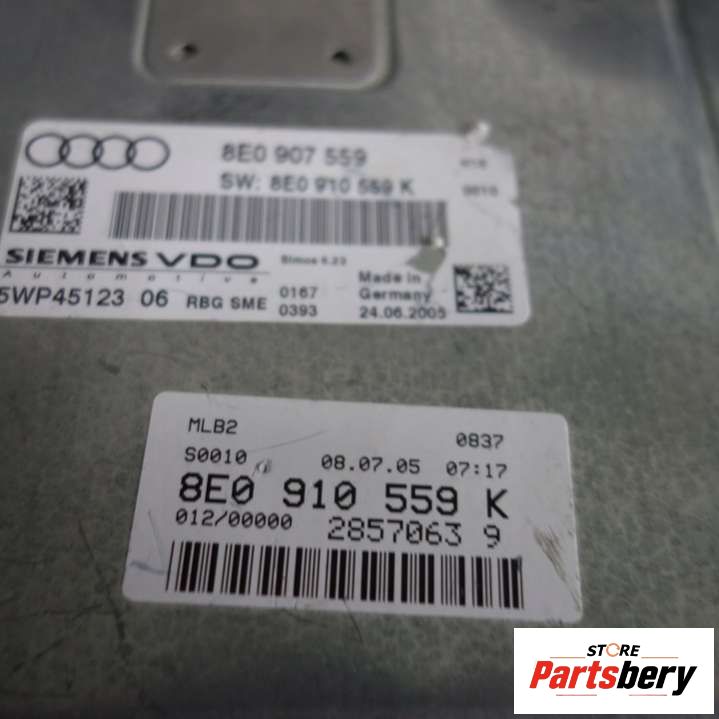 8E0 907 559
SW: 8E0 910 559 K
SIEMENS VDO
Automotive
Simos 6.23
5WP45123 06 RBG SME
0167
0393
Made in
Germany
24.06.2005
MLB2
0837
S0010
08.07.05 07:17
8E0 910 559 K
012/00000
2857063 9
STORE
Partsbery